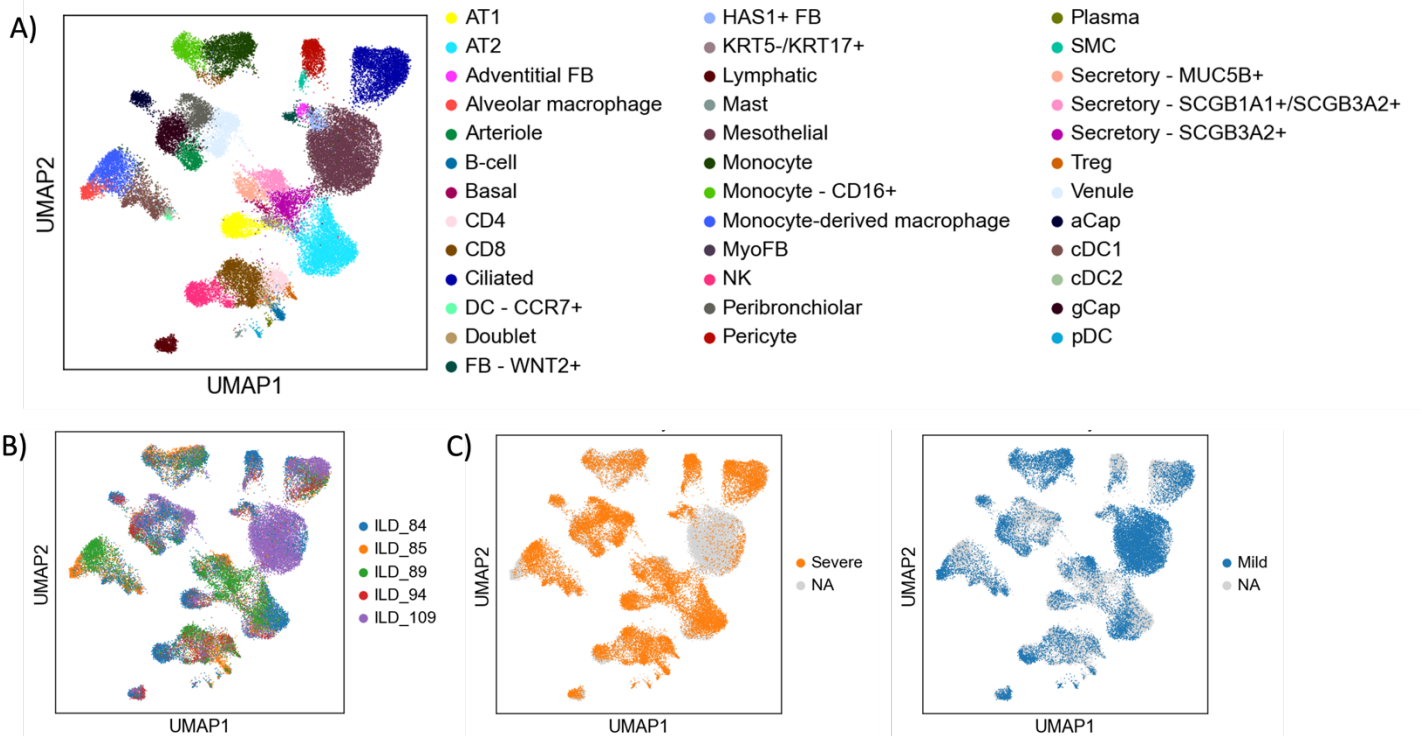 A)
UMAP2
UMAP1
AT1
AT2
Adventitial FB
Alveolar macrophage
Arteriole
B-cell
Basal
CD4
CD8
Ciliated
DC - CCR7+
Doublet
FB - WNT2+
HAS1+ FB
KRT5-/KRT17+
Lymphatic
Mast
Mesothelial
Monocyte
Monocyte - CD16+
Monocyte-derived macrophage
MyoFB
NK
Peribronchiolar
Pericyte
Plasma
SMC
Secretory - MUC5B+
Secretory - SCGB1A1+/SCGB3A2+
Secretory - SCGB3A2+
Treg
Venule
aCap
cDC1
cDC2
gCap
pDC
B)
UMAP2
UMAP1
ILD_84
ILD_85
ILD_89
ILD_94
ILD_109
C)
UMAP2
UMAP1
Severe
NA
UMAP2
UMAP1
Mild
NA